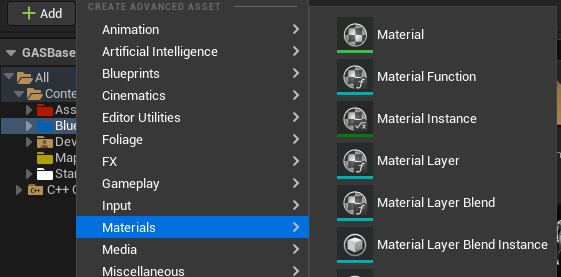 + Add
CREATE ADVANCED ASSET
Animation
Artificial Intelligence
Blueprints
Cinematics
Editor Utilities
Foliage
FX
Gameplay
Input
Materials
Media
Miscellaneous
Material
Material Function
Material Instance
Material Layer
Material Layer Blend
Material Layer Blend Instance
GASBase
All
Conte
Ass
Blue
Dev
Map
Star
C++ C